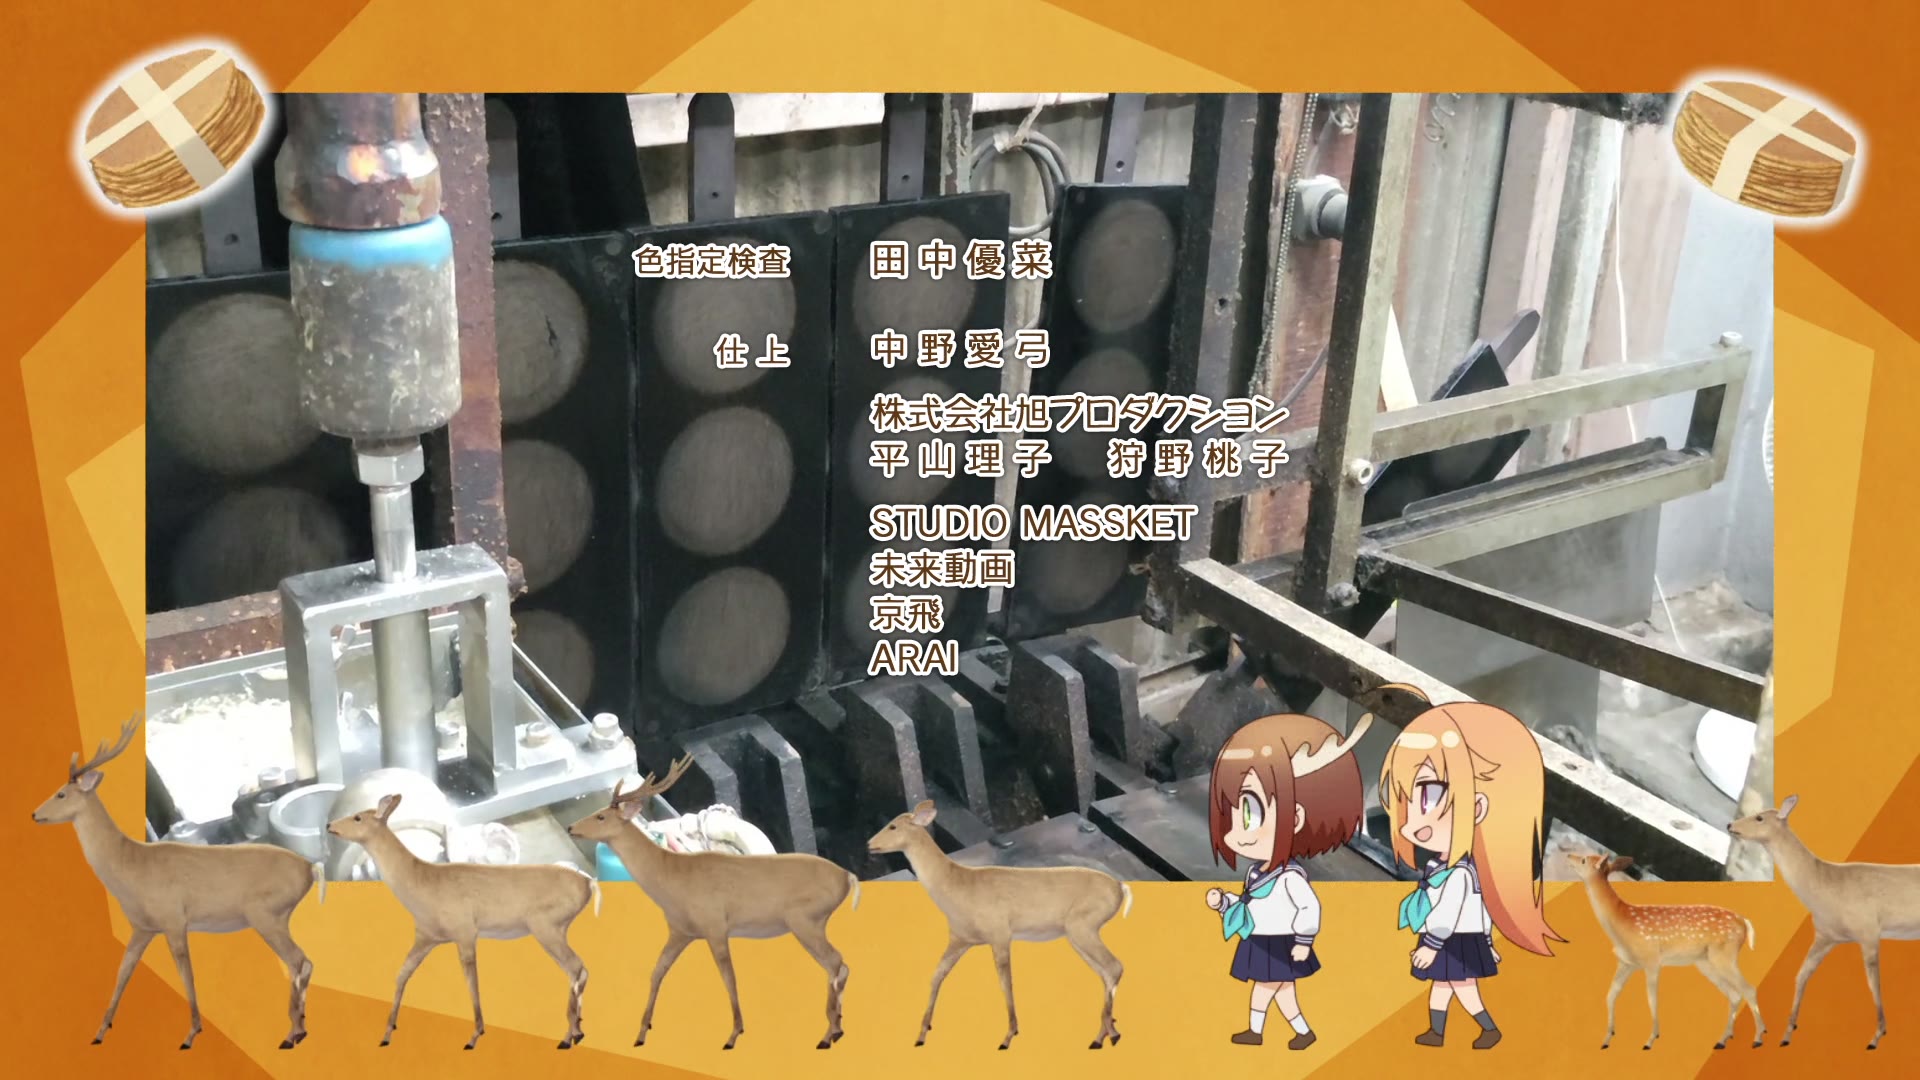 色指定検査 田中優菜
仕上 中野愛弓
株式会社旭プロダクション
平山理子 狩野桃子
STUDIO MASSKET
未来動画
京飛
ARAI